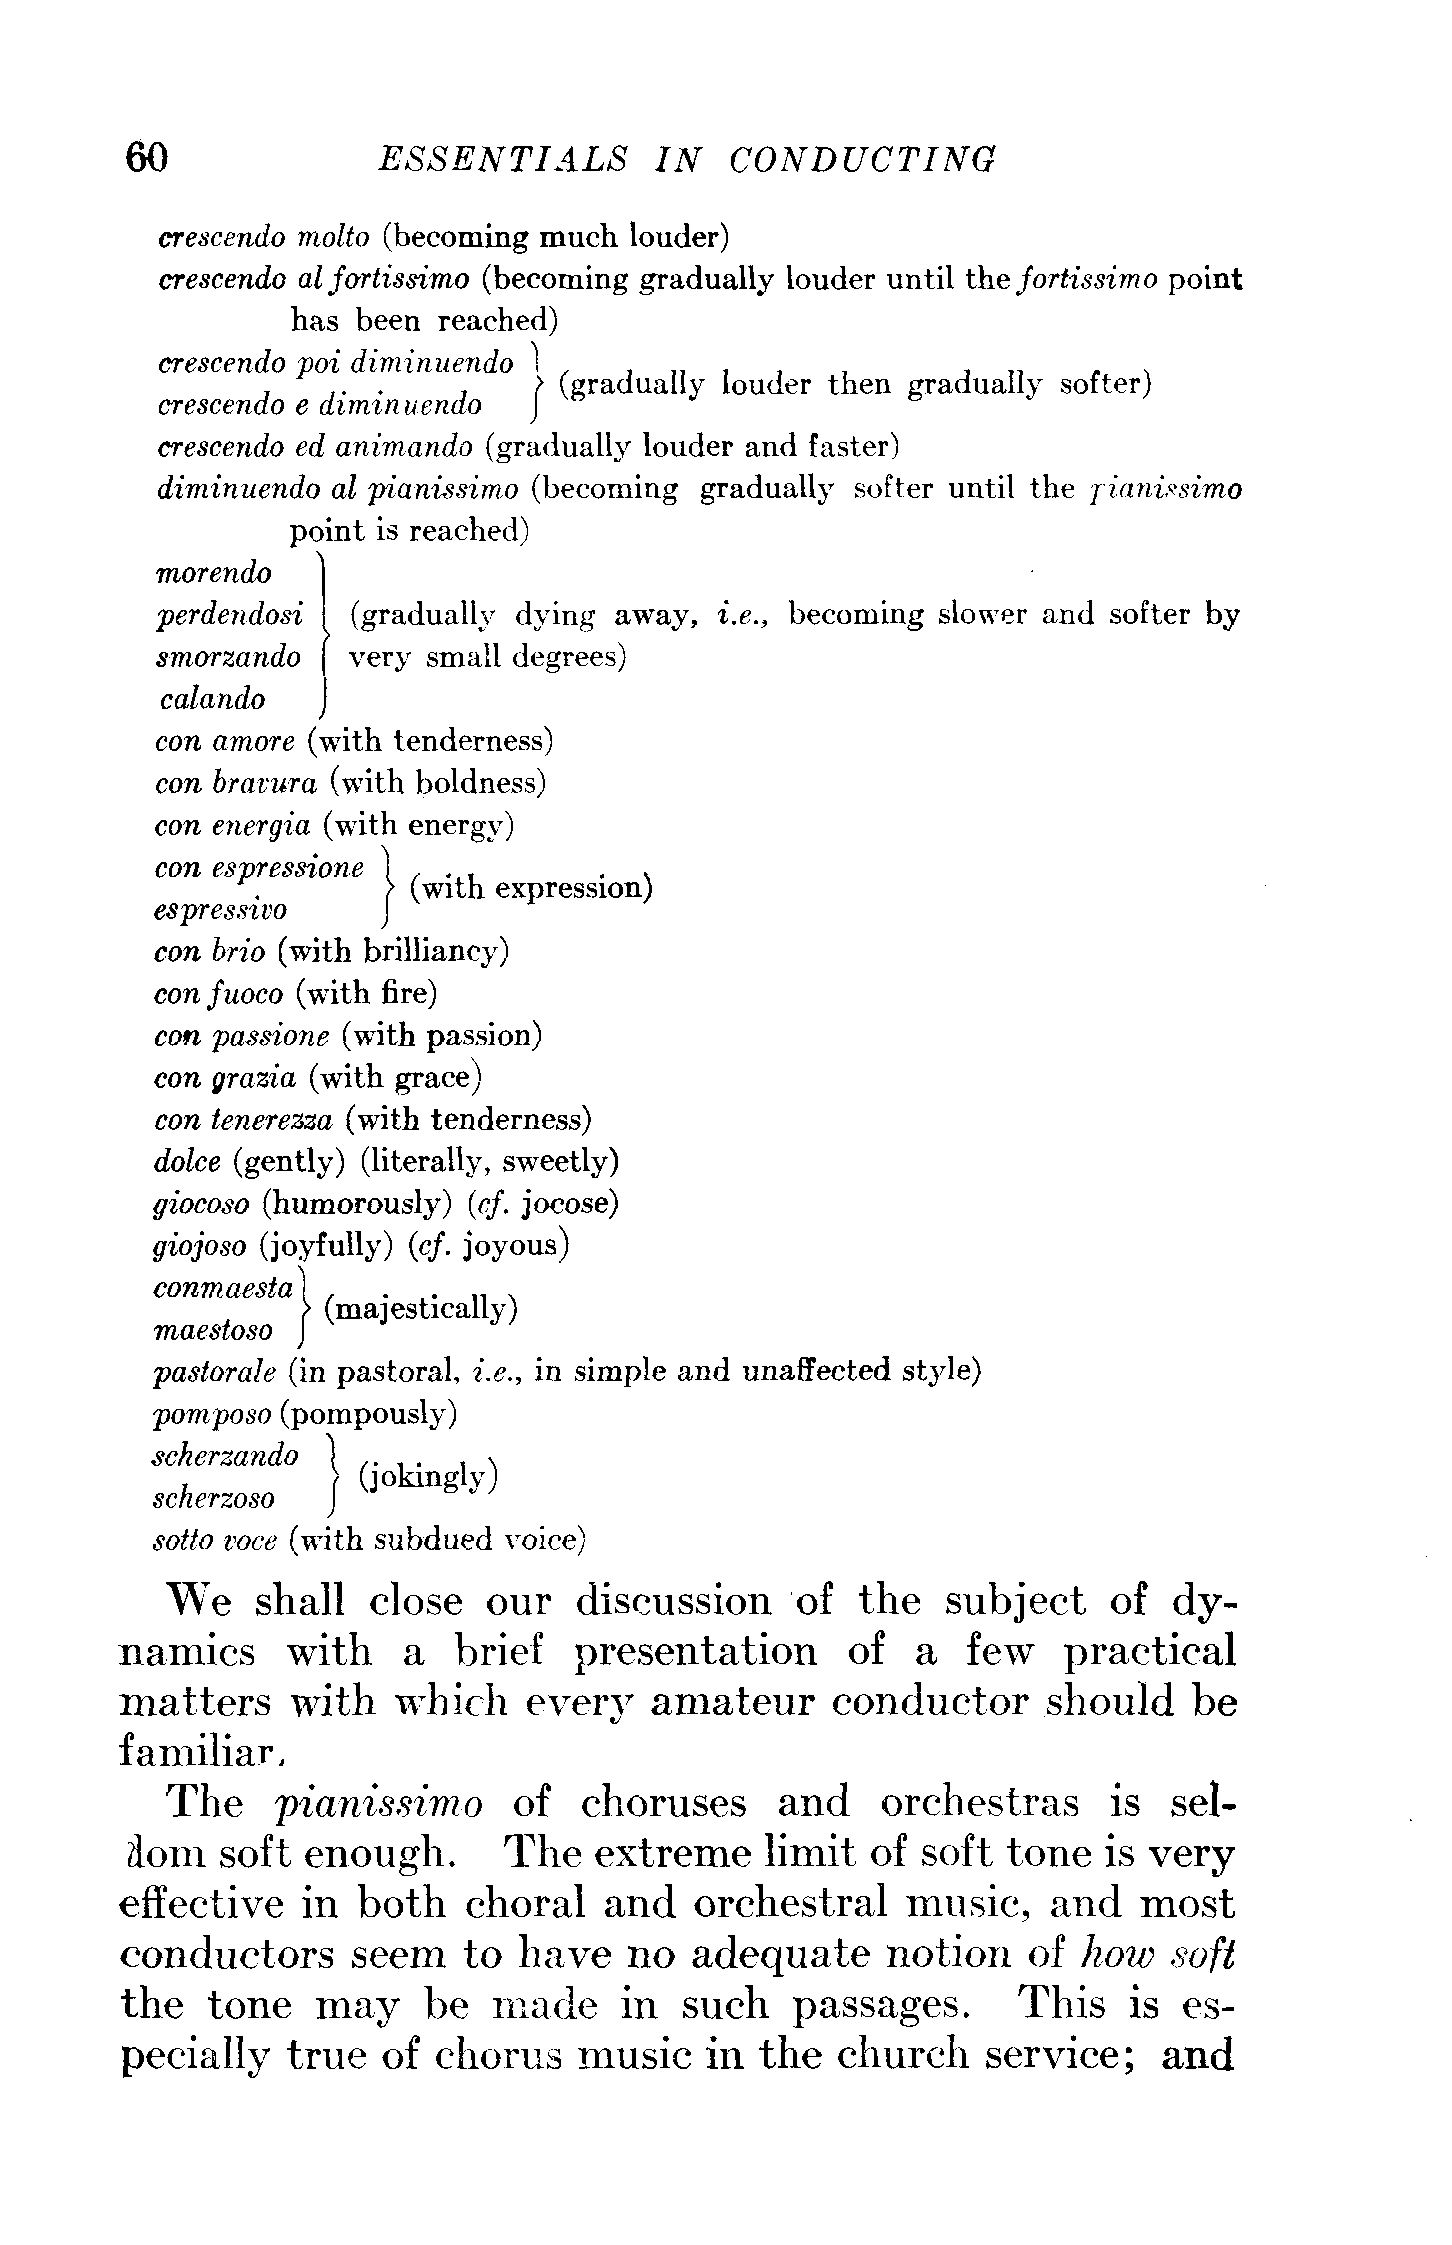 60 ESSENTIALS IN CONDUCTING
crescendo molto (becoming much louder)
crescendo al fortissimo (becoming gradually louder until the fortissimo point
has been reached)
crescendo poi diminuendo
crescendo e diminuendo
(gradually louder then gradually softer)
crescendo ed animando (gradually louder and faster)
diminuendo al pianissimo (becoming gradually softer until the pianissimo
point is reached)
morendo
perdendosi (gradually dying away, i.e., becoming slower and softer by
smorzando very small degrees)
calando
con amore (with tenderness)
con bravura (with boldness)
con energia (with energy)
con espressione
espressivo
(with expression)
con brio (with brilliancy)
con fuoco (with fire)
con passione (with passion)
con grazia (with grace)
con tenerezza (with tenderness)
dolce (gently) (literally, sweetly)
giocoso (humorously) (cf. jocose)
giojoso (joyfully) (cf. joyous)
conmaesta
maestoso
(majestically)
pastorale (in pastoral, i.e., in simple and unaffected style)
pomposo (pompously)
scherzando
scherzoso
(jokingly)
sotto voce (with subdued voice)
We shall close our discussion of the subject of dy-
namics with a brief presentation of a few practical
matters with which every amateur conductor should be
familiar.
The pianissimo of choruses and orchestras is sel-
dom soft enough. The extreme limit of soft tone is very
effective in both choral and orchestral music, and most
conductors seem to have no adequate notion of how soft
the tone may be made in such passages. This is es-
pecially true of chorus music in the church service; and